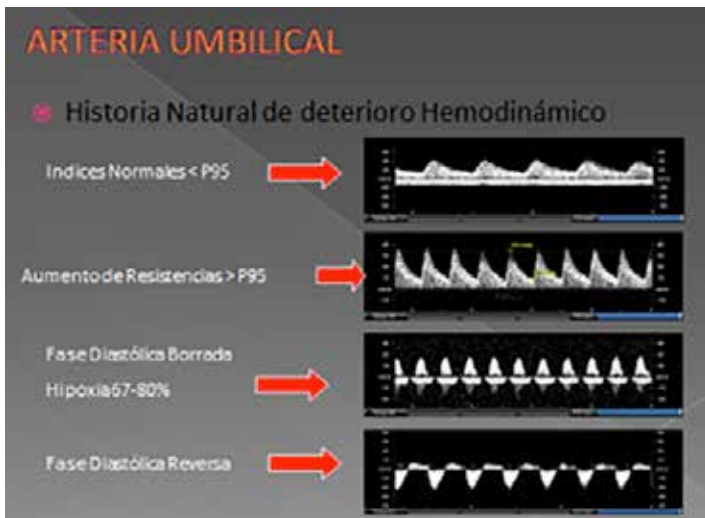 ARTERIA UMBILICAL
Historia Natural de deterioro Hemodinámico
Indices Normales < P95
Aumento de Resistencias > P95
Fase Diastólica Borrada
Hipoxia 67-80%
Fase Diastólica Reversa